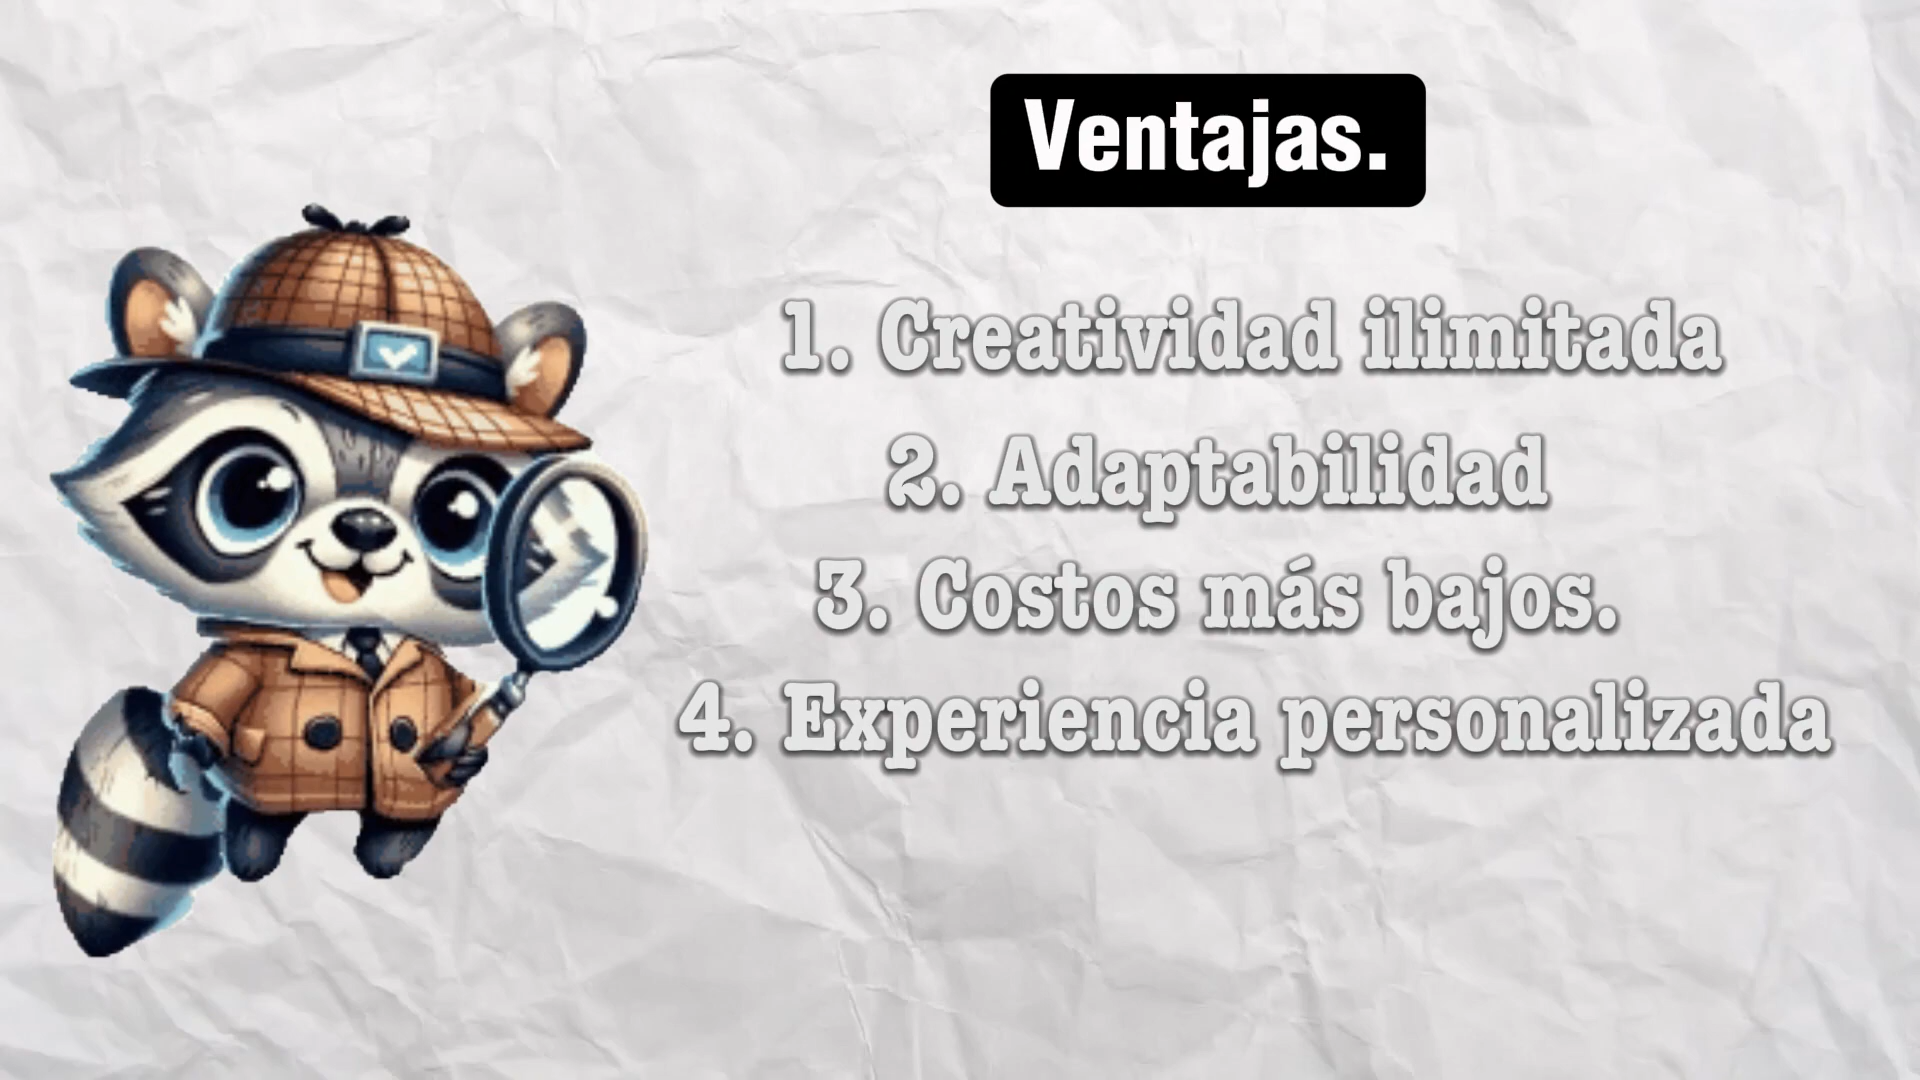 Ventajas.
1. Creatividad ilimitada
2. Adaptabilidad
3. Costos más bajos.
4. Experiencia personalizada